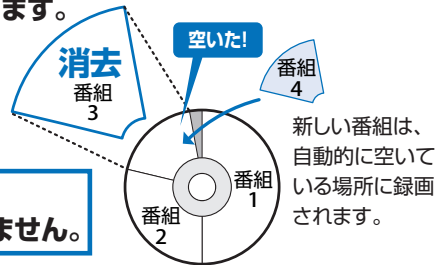 ます。
消去
番組
3
空いた!
番組
4
新しい番組は、
自動的に空いて
いる場所に録画
されます。
番組
1
番組
2
ません。